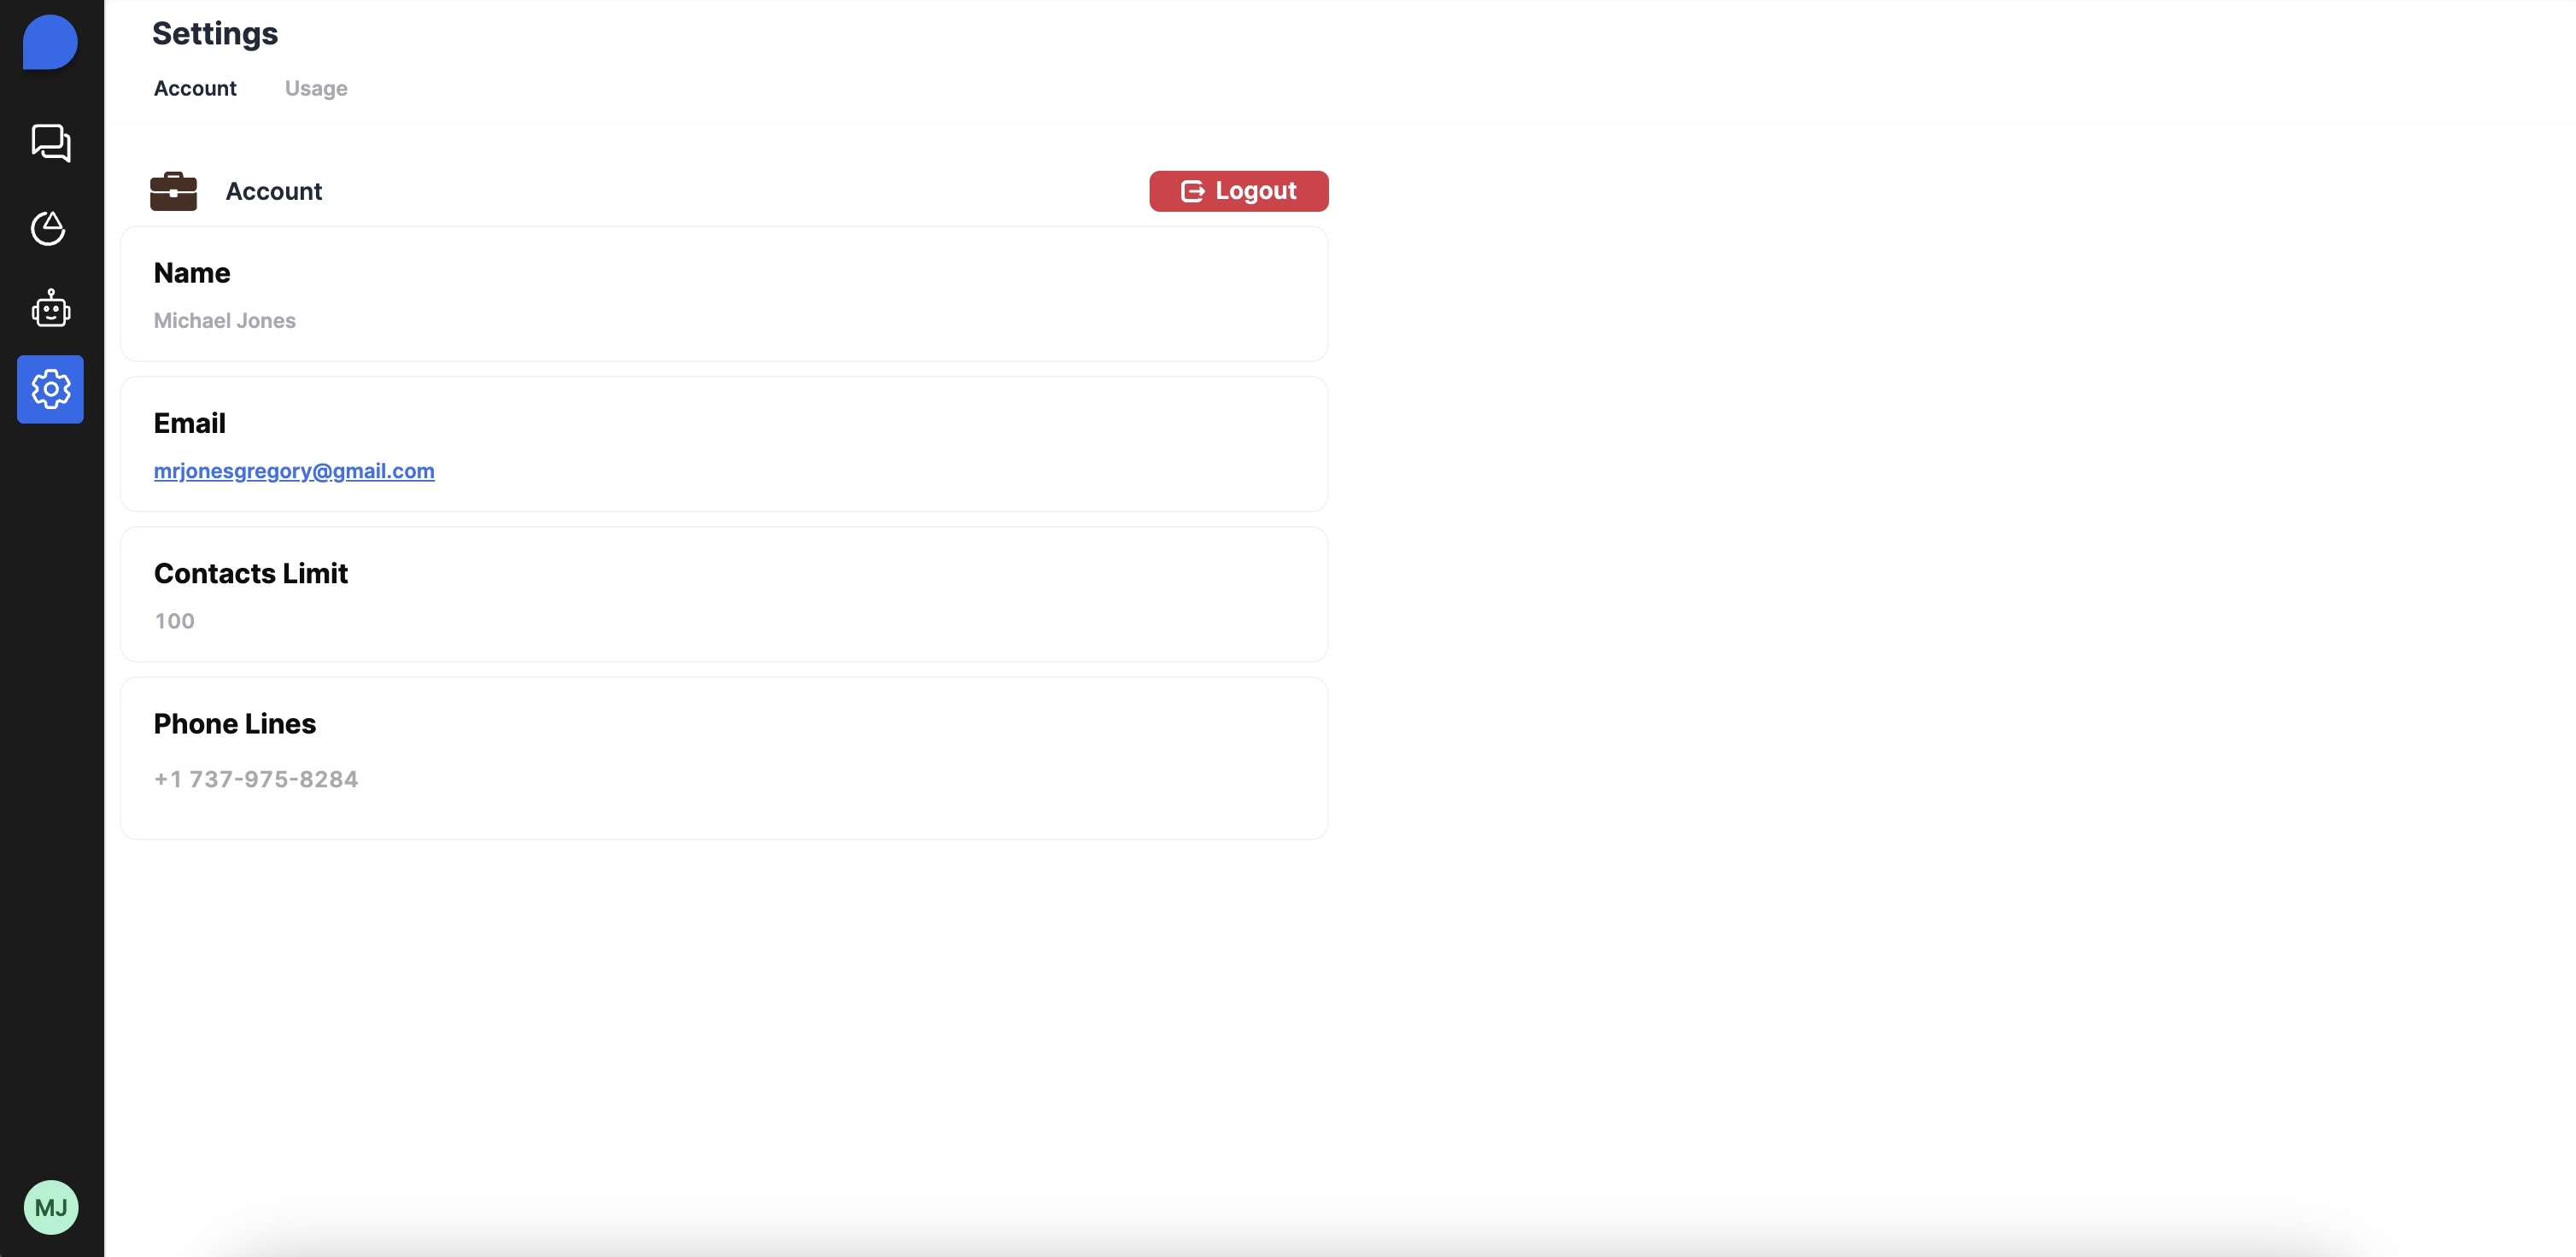 Settings
Account
Usage
Account
Logout
Name
Michael Jones
Email
mrjonesgregory@gmail.com
Contacts Limit
100
Phone Lines
+1 737-975-8284
MJ